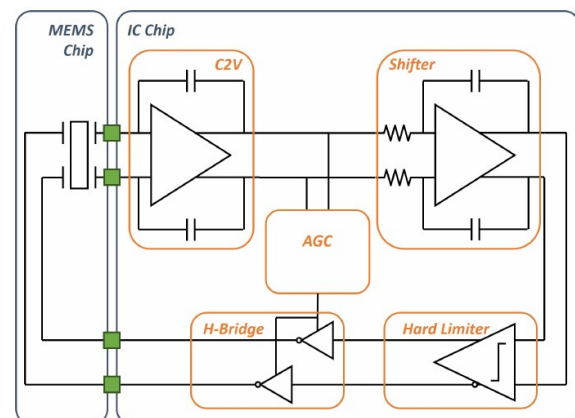 MEMS
Chip
IC Chip
C2V
Shifter
AGC
H-Bridge
Hard Limiter